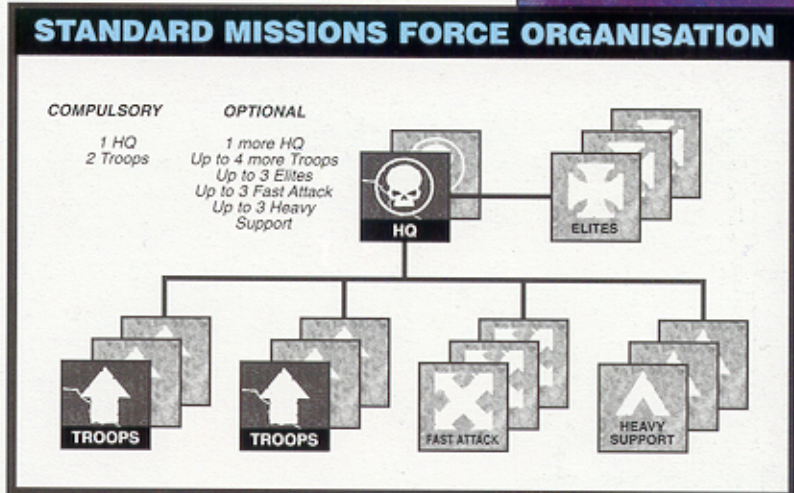 STANDARD MISSIONS FORCE ORGANISATION
COMPULSORY
1 HQ
2 Troops
OPTIONAL
1 more HQ
Up to 4 more Troops
Up to 3 Elites
Up to 3 Fast Attack
Up to 3 Heavy
Support
HQ
ELITES
TROOPS
TROOPS
FAST ATTACK
HEAVY
SUPPORT